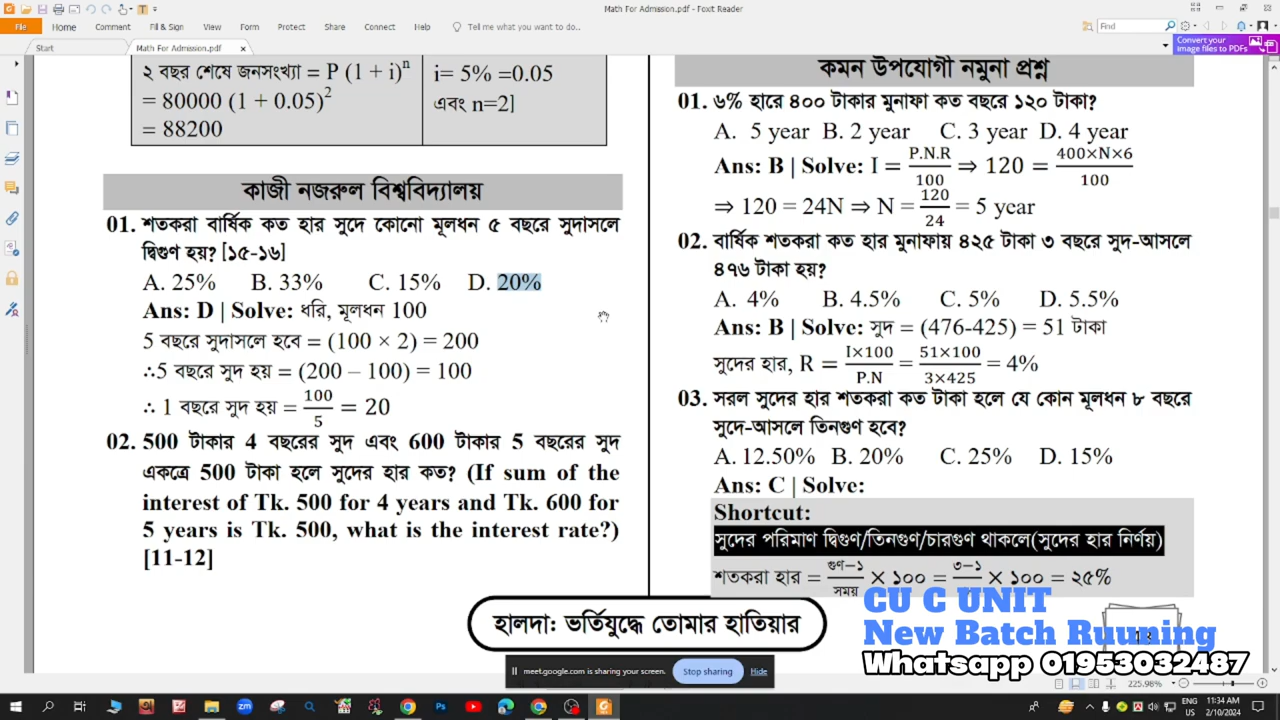 Math For Admission.pdf - Foxit Reader
File Home Comment Fill & Sign View Form Protect Share Help Tell me what you want to do... Find
Start Math For Admission.pdf
Convert your image files to PDFs
২ বছর শেষে জনসংখ্যা = P (1 + i)^n
= 80000 (1 + 0.05)^2
= 88200
i= 5% =0.05
এবং n=2]
কাজী নজরুল বিশ্ববিদ্যালয়
01. শতকরা বার্ষিক কত হার সুদে কোনো মূলধন ৫ বছরে সুদাসলে
দ্বিগুণ হয়? [১৫-১৬]
A. 25% B. 33% C. 15% D. 20%
Ans: D | Solve: ধরি, মূলধন 100
5 বছরে সুদাসলে হবে = (100 × 2) = 200
∴5 বছরে সুদ হয় = (200 – 100) = 100
∴ 1 বছরে সুদ হয় = 100/5 = 20
02. 500 টাকার 4 বছরের সুদ এবং 600 টাকার 5 বছরের সুদ
একত্রে 500 টাকা হলে সুদের হার কত? (If sum of the
interest of Tk. 500 for 4 years and Tk. 600 for
5 years is Tk. 500, what is the interest rate?)
[11-12]
কমন উপযোগী নমুনা প্রশ্ন
01. ৬% হারে ৪০০ টাকার মুনাফা কত বছরে ১২০ টাকা?
A. 5 year B. 2 year C. 3 year D. 4 year
Ans: B | Solve: I = P.N.R/100 ⇒ 120 = 400×N×6/100
⇒ 120 = 24N ⇒ N = 120/24 = 5 year
02. বার্ষিক শতকরা কত হার মুনাফায় ৪২৫ টাকা ৩ বছরে সুদ-আসলে
৪৭৬ টাকা হয়?
A. 4% B. 4.5% C. 5% D. 5.5%
Ans: B | Solve: সুদ = (476-425) = 51 টাকা
সুদের হার, R = I×100/P.N = 51×100/3×425 = 4%
03. সরল সুদের হার শতকরা কত টাকা হলে যে কোন মূলধন ৮ বছরে
সুদে-আসলে তিনগুণ হবে?
A. 12.50% B. 20% C. 25% D. 15%
Ans: C | Solve:
Shortcut:
সুদের পরিমাণ দ্বিগুণ/তিনগুণ/চারগুণ থাকলে(সুদের হার নির্ণয়)
শতকরা হার = গুণ-১/সময় × ১০০ = ৩-১/ × ১০০ = ২৫%
হালদা: ভর্তিযুদ্ধে তোমার হাতিয়ার
CU C UNIT
New Batch Ruuning
Whatsapp 01953032487
meet.google.com is sharing your screen. Stop sharing Hide
225.98%
ENG 11:34 AM
US 2/10/2024